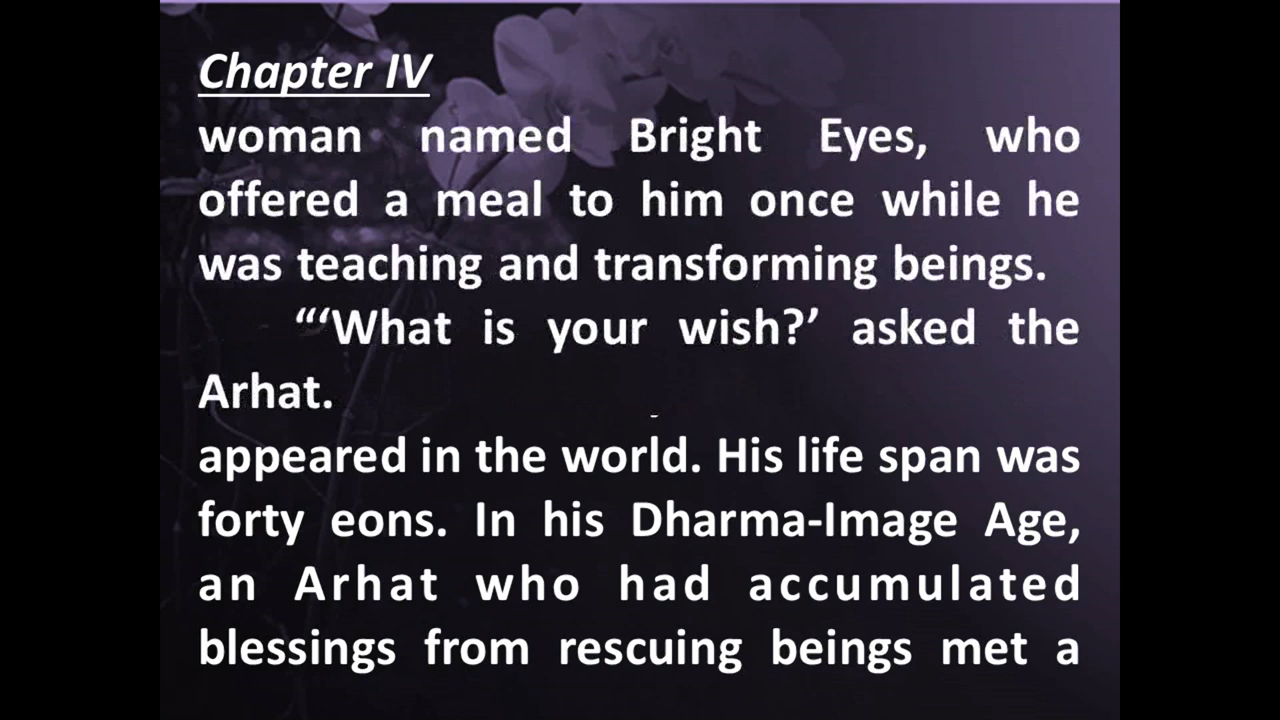 Chapter IV
woman named Bright Eyes, who
offered a meal to him once while he
was teaching and transforming beings.
“‘What is your wish?’ asked the
Arhat.
appeared in the world. His life span was
forty eons. In his Dharma-Image Age,
an Arhat who had accumulated
blessings from rescuing beings met a